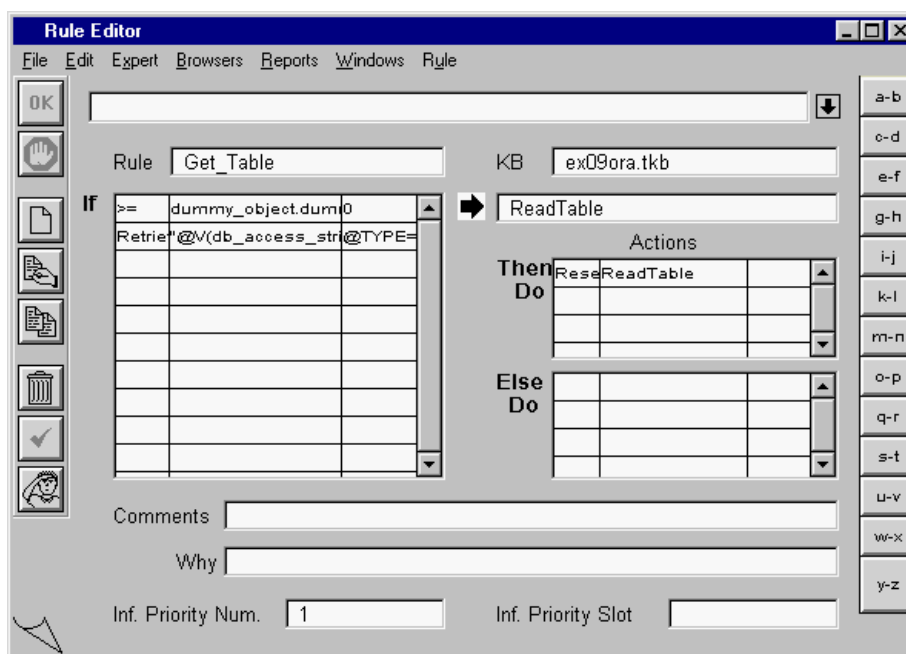 Rule Editor
File Edit Expert Browsers Reports Windows Rule
OK
Rule Get_Table KB ex09ora.tkb
If >= dummy_object.dum 0 ReadTable
Retrie "@V(db_access_stri @TYPE=
Actions
Then Do Rese ReadTable
Else Do
Comments
Why
Inf. Priority Num. 1 Inf. Priority Slot
a-b
c-d
e-f
g-h
i-j
k-l
m-n
o-p
q-r
s-t
u-v
w-x
y-z